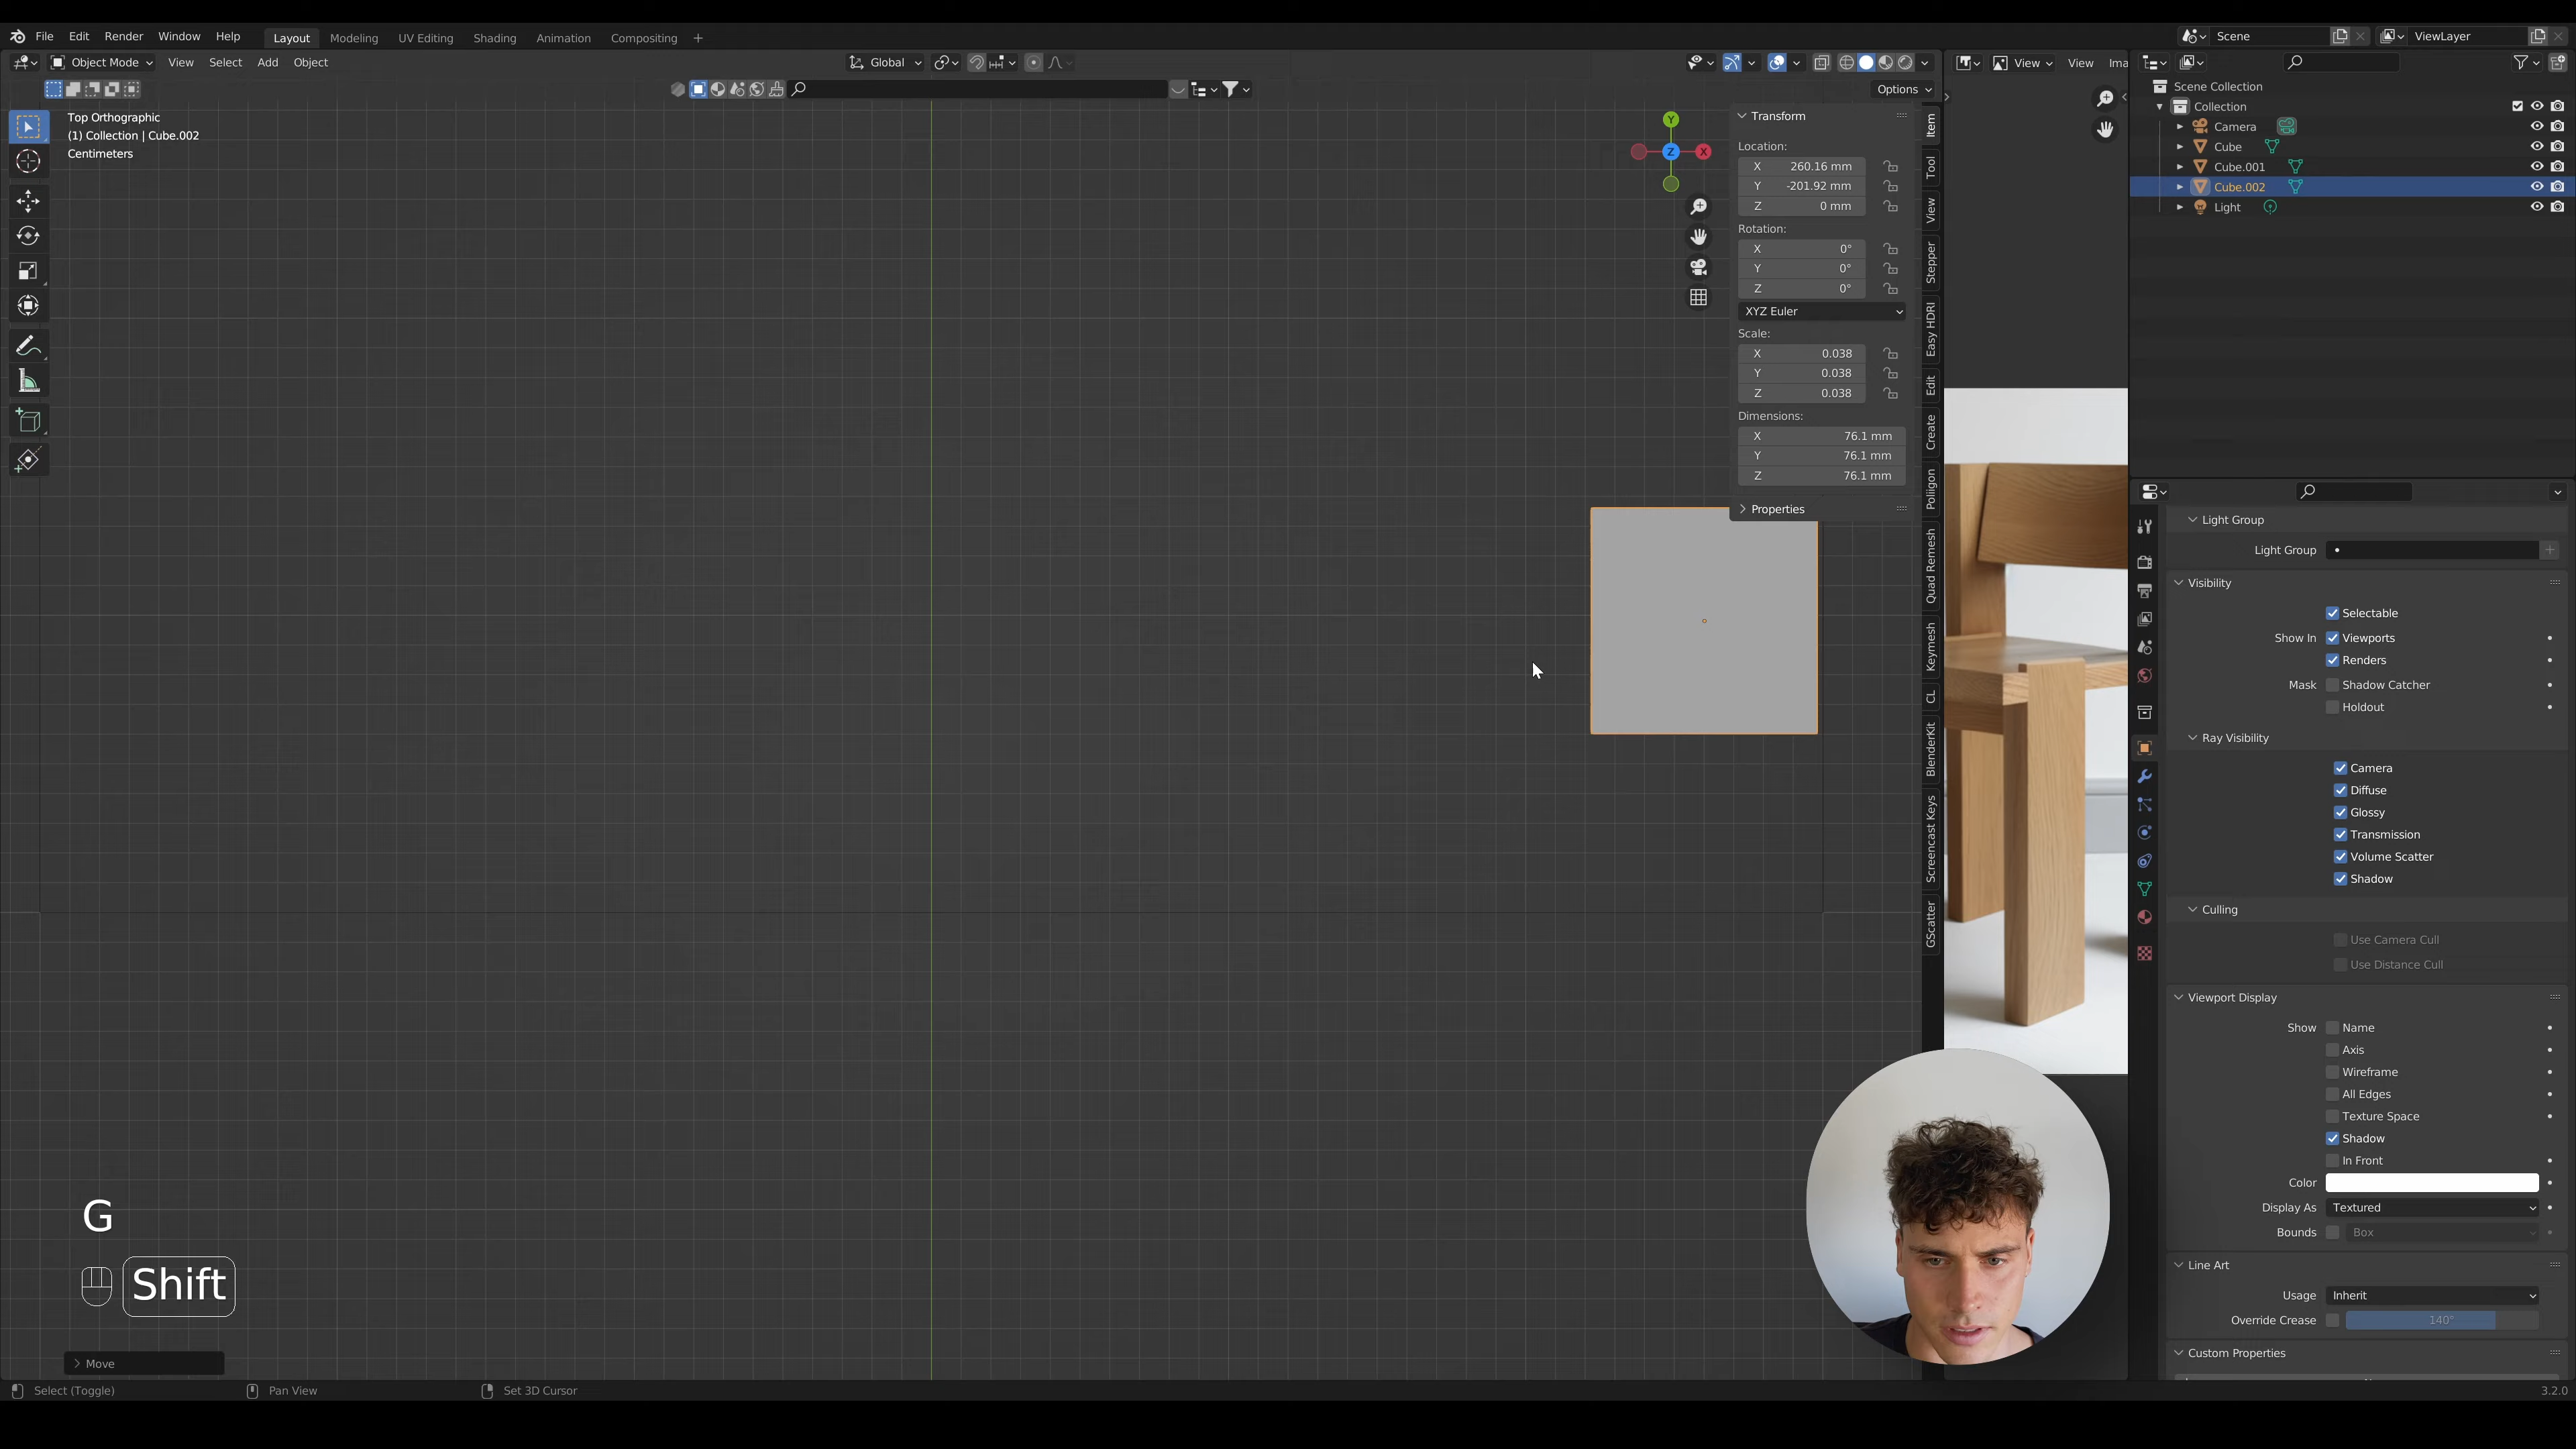 File Edit Render Window Help Layout Modeling UV Editing Shading Animation Compositing + Scene ViewLayer
Object Mode View Select Add Object Global View View Ima
Options
Top Orthographic
(1) Collection | Cube.002
Centimeters
Transform
Location:
X 260.16 mm
Y -201.92 mm
Z 0 mm
Rotation:
X 0°
Y 0°
Z 0°
XYZ Euler
Scale:
X 0.038
Y 0.038
Z 0.038
Dimensions:
X 76.1 mm
Y 76.1 mm
Z 76.1 mm
Properties
Y
Z
X
Item
Tool
View
Stepper
Easy HDRI
Edit
Create
Poliigon
Quad Remesh
Keymesh
CL
BlenderKit
Screencast Keys
GScatter
Scene Collection
Collection
Camera
Cube
Cube.001
Cube.002
Light
Light Group
Light Group
Visibility
Selectable
Show In Viewports
Renders
Mask Shadow Catcher
Holdout
Ray Visibility
Camera
Diffuse
Glossy
Transmission
Volume Scatter
Shadow
Culling
Use Camera Cull
Use Distance Cull
Viewport Display
Show Name
Axis
Wireframe
All Edges
Texture Space
Shadow
In Front
Color
Display As Textured
Bounds Box
Line Art
Usage Inherit
Override Crease 140°
Custom Properties
G
Shift
Move
Select (Toggle) Pan View Set 3D Cursor 3.2.0